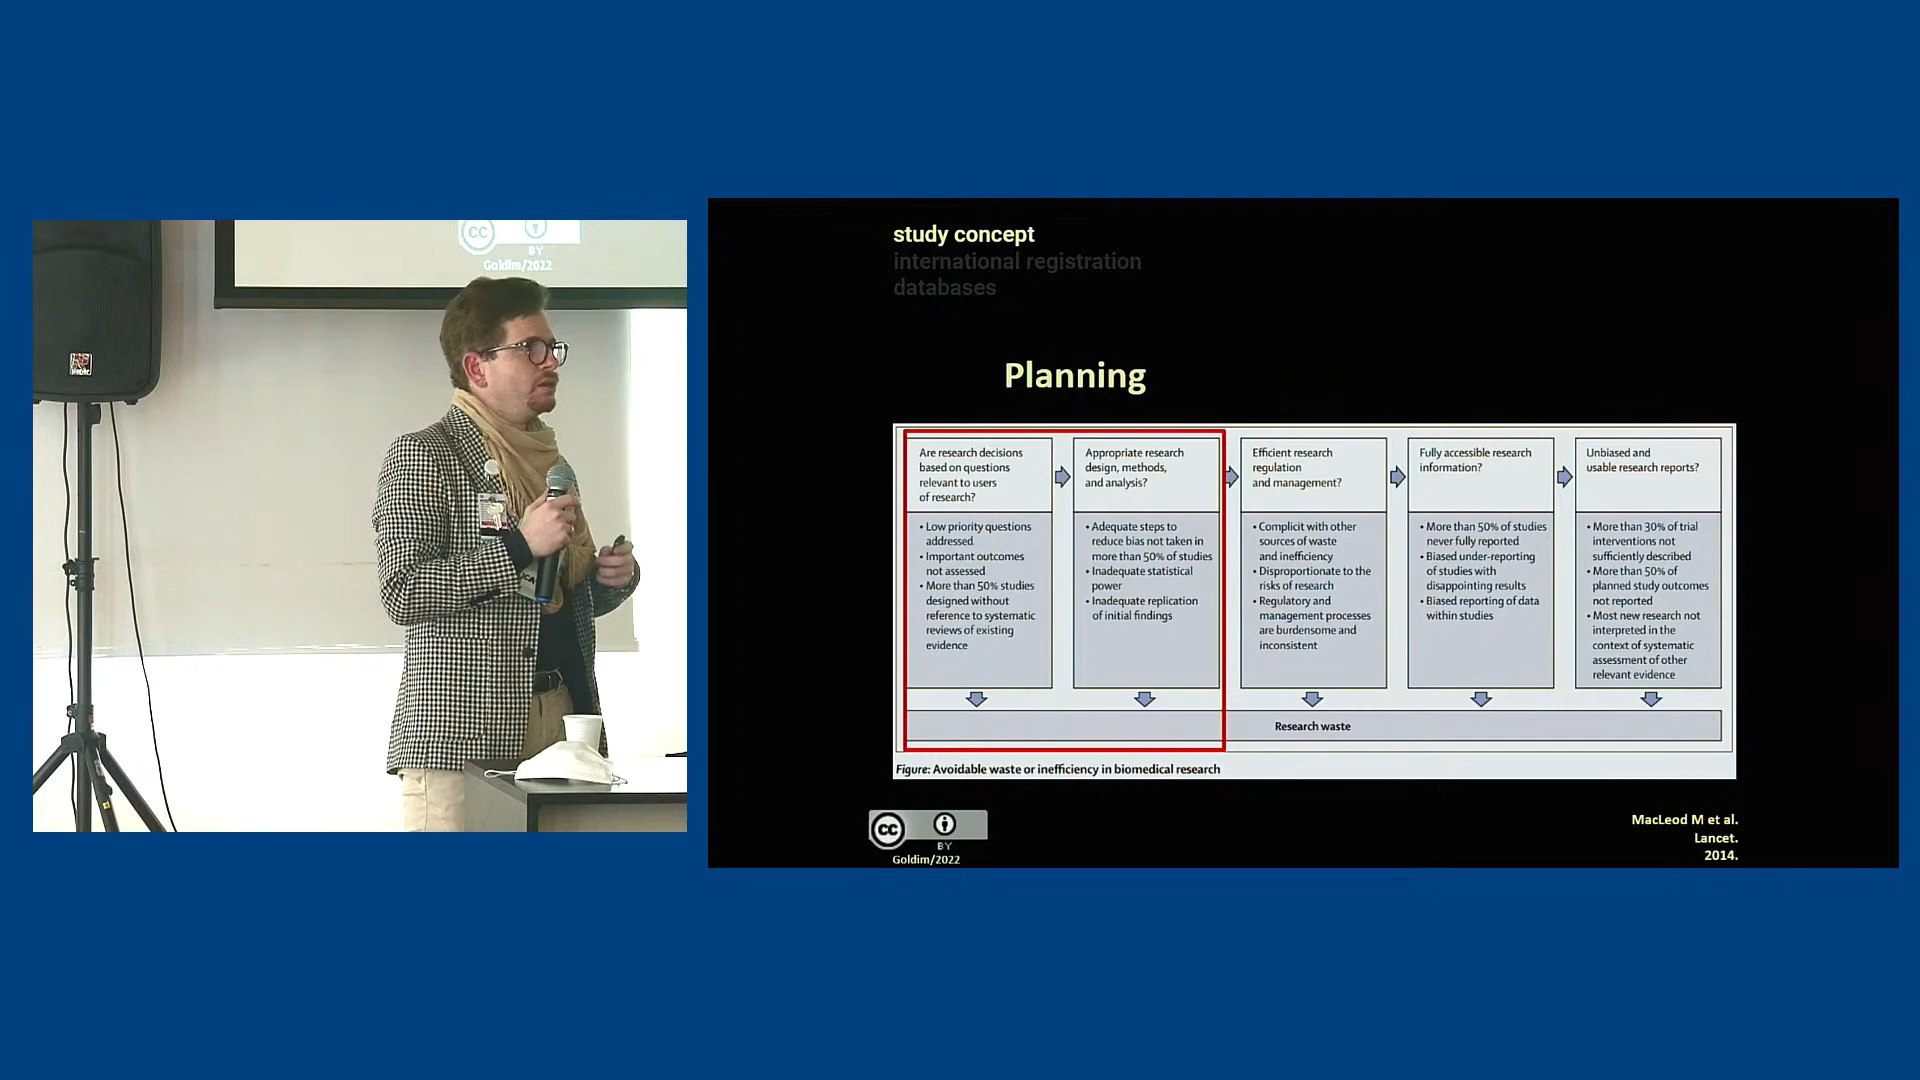 CC
BY
Goldim/2022
study concept
international registration
databases
Planning
Are research decisions
based on questions
relevant to users
of research?
• Low priority questions
addressed
• Important outcomes
not assessed
• More than 50% studies
designed without
reference to systematic
reviews of existing
evidence
Appropriate research
design, methods,
and analysis?
• Adequate steps to
reduce bias not taken in
more than 50% of studies
• Inadequate statistical
power
• Inadequate replication
of initial findings
Efficient research
regulation
and management?
• Complicit with other
sources of waste
and inefficiency
• Disproportionate to the
risks of research
• Regulatory and
management processes
are burdensome and
inconsistent
Fully accessible research
information?
• More than 50% of studies
never fully reported
• Biased under-reporting
of studies with
disappointing results
• Biased reporting of data
within studies
Unbiased and
usable research reports?
• More than 30% of trial
interventions not
sufficiently described
• More than 50% of
planned study outcomes
not reported
• Most new research not
interpreted in the
context of systematic
assessment of other
relevant evidence
Research waste
Figure: Avoidable waste or inefficiency in biomedical research
CC
BY
Goldim/2022
MacLeod M et al.
Lancet.
2014.